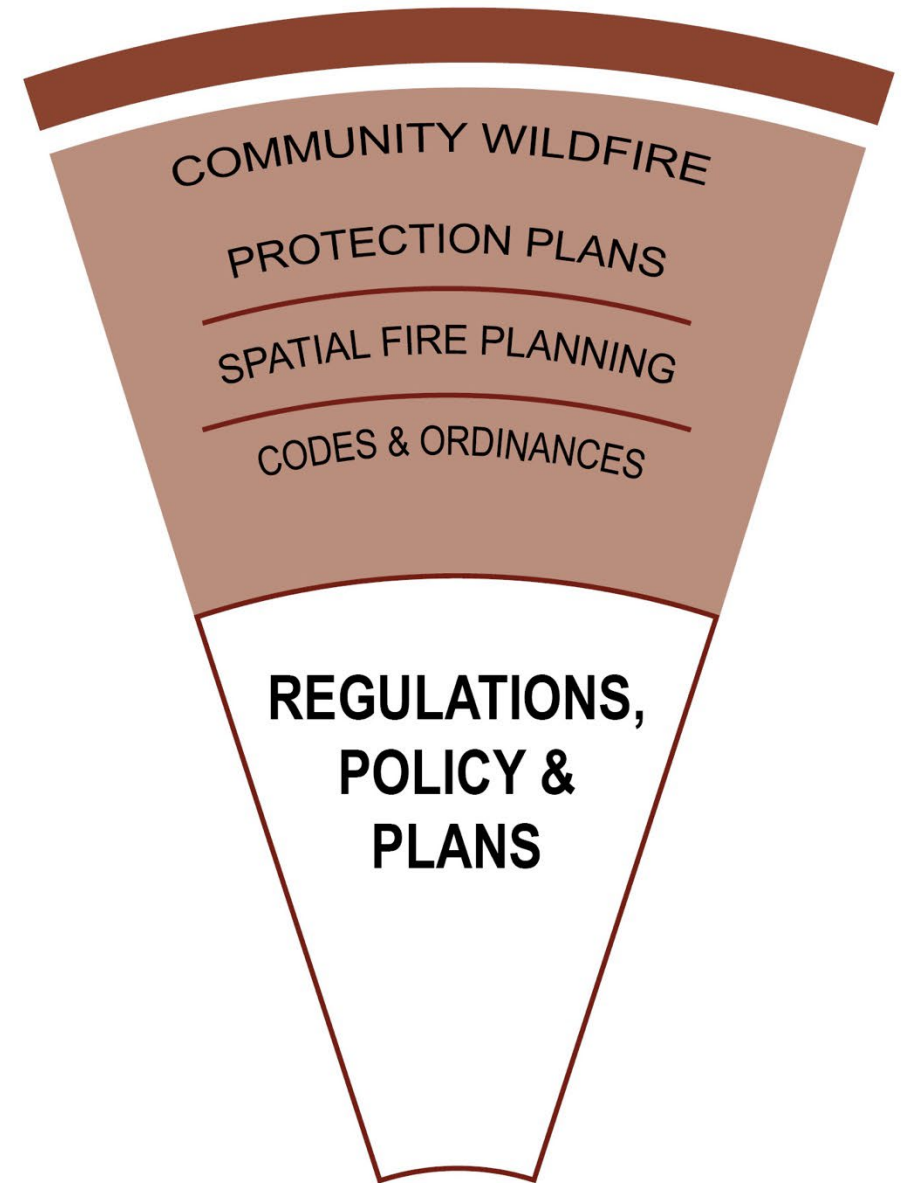 COMMUNITY WILDFIRE
PROTECTION PLANS
SPATIAL FIRE PLANNING
CODES & ORDINANCES
REGULATIONS,
POLICY &
PLANS